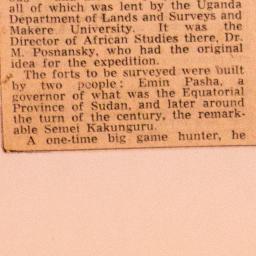 all of which was lent by the Uganda
Department of Lands and Surveys and
Makere University. It was the
Director of African Studies there, Dr.
M. Posnansky, who had the original
idea for the expedition.
The forts to be surveyed were built
by two people: Emin Pasha, a
governor of what was the Equatorial
Province of Sudan, and later around
the turn of the century, the remark-
able Semei Kakunguru.
A one-time big game hunter, he